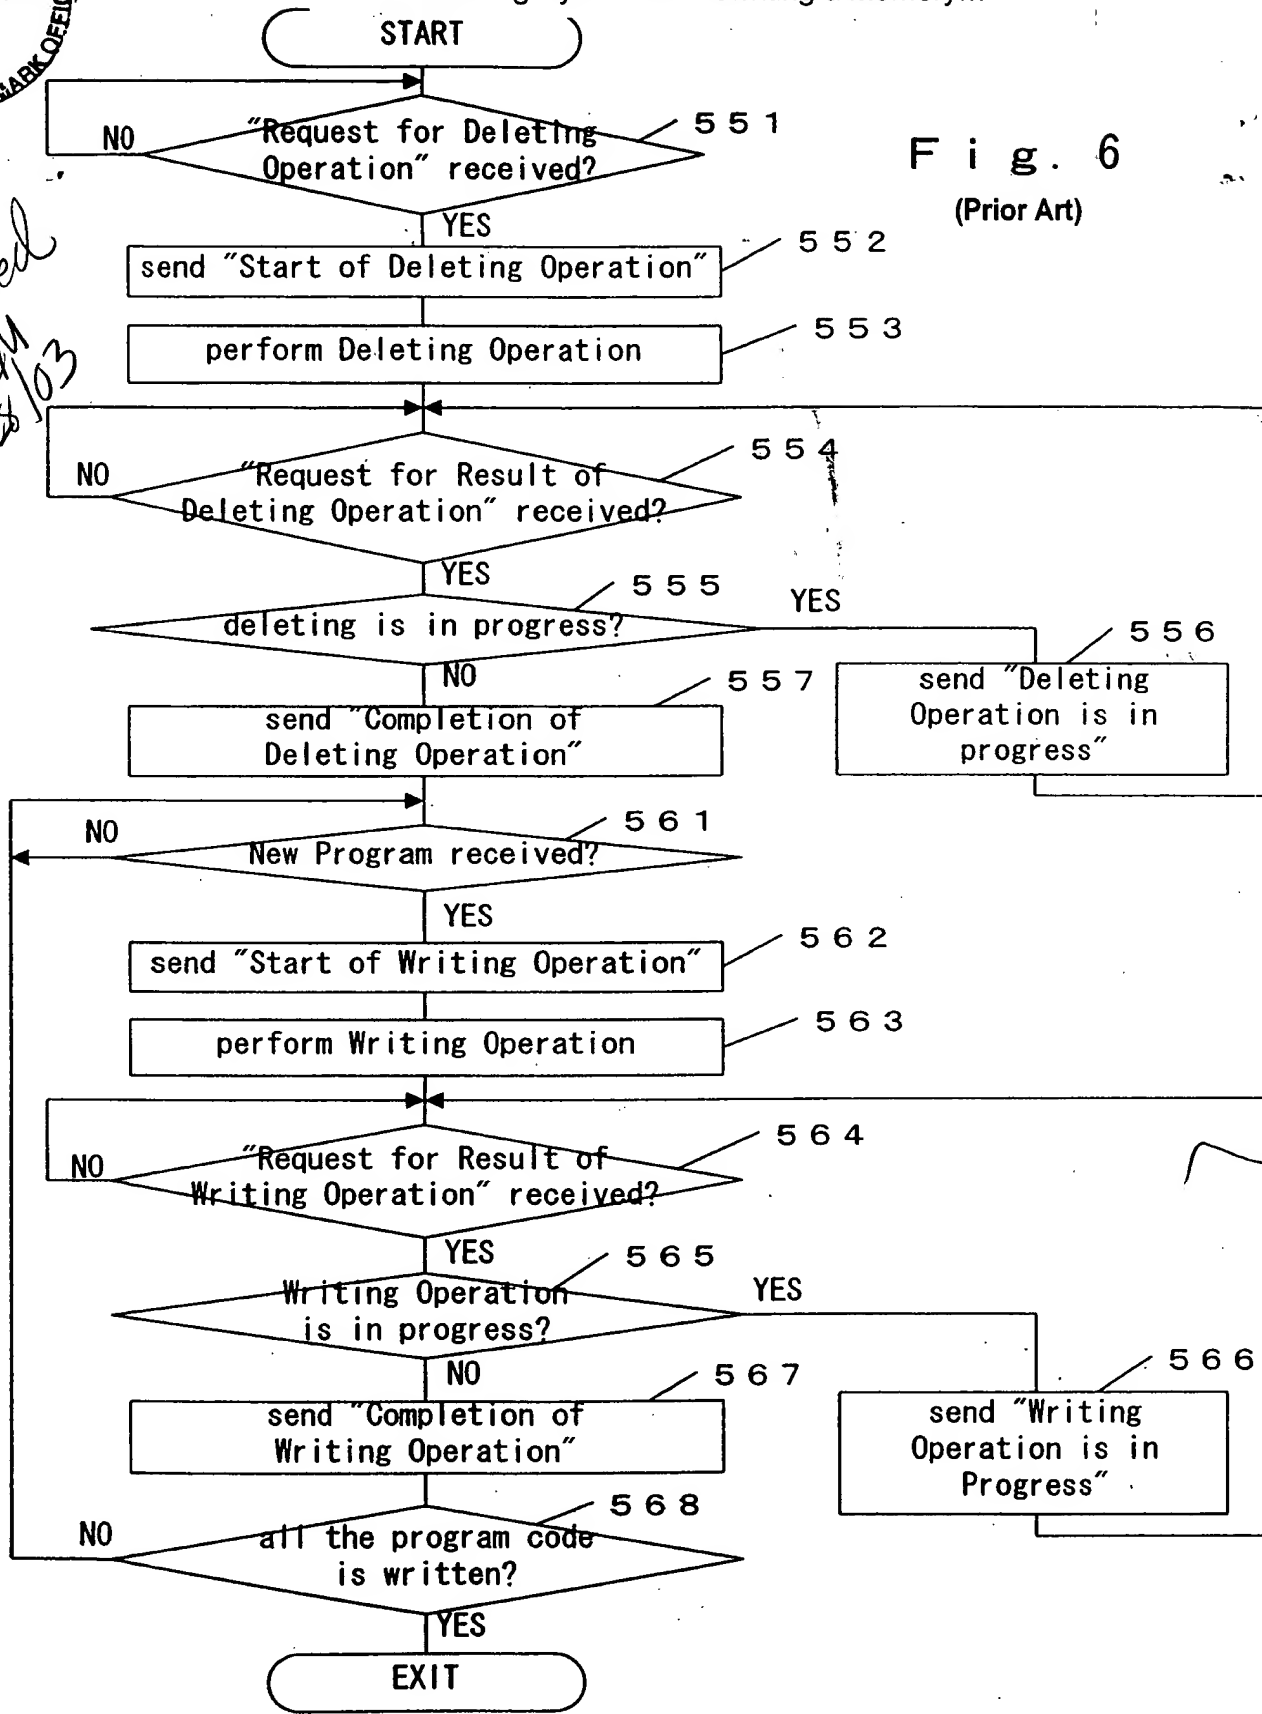 START
"Request for Deleting
Operation" received?
551
NO
Fig. 6
(Prior Art)
YES
552
send "Start of Deleting Operation"
553
perform Deleting Operation
554
NO
"Request for Result of
Deleting Operation" received?
YES
555
YES
deleting is in progress?
556
NO
557
send "Deleting
Operation is in
progress"
send "Completion of
Deleting Operation"
561
NO
New Program received?
YES
562
send "Start of Writing Operation"
563
perform Writing Operation
564
NO
"Request for Result of
Writing Operation" received?
YES
565
YES
Writing Operation
is in progress?
566
NO
567
send "Writing
Operation is in
Progress"
send "Completion of
Writing Operation"
568
NO
all the program code
is written?
YES
EXIT